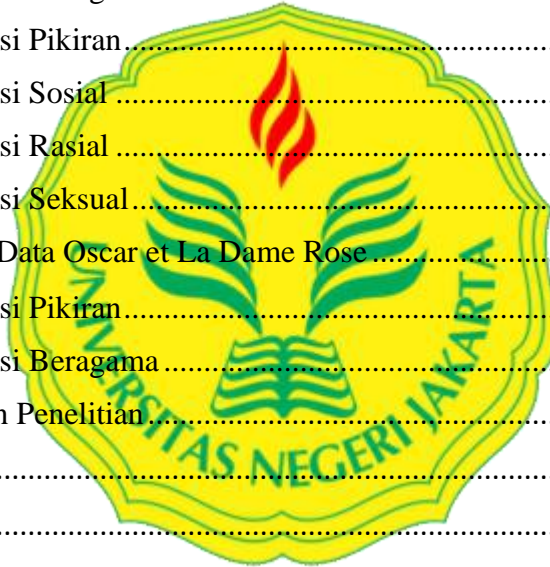 si Pikiran..............................................
si Sosial ..............................................
si Rasial ..............................................
si Seksual..............................................
Data Oscar et La Dame Rose..............................
si Pikiran..............................................
si Beragama ............................................
n Penelitian............................................
........................................................
........................................................
UNIVERSITAS NEGERI JAKARTA